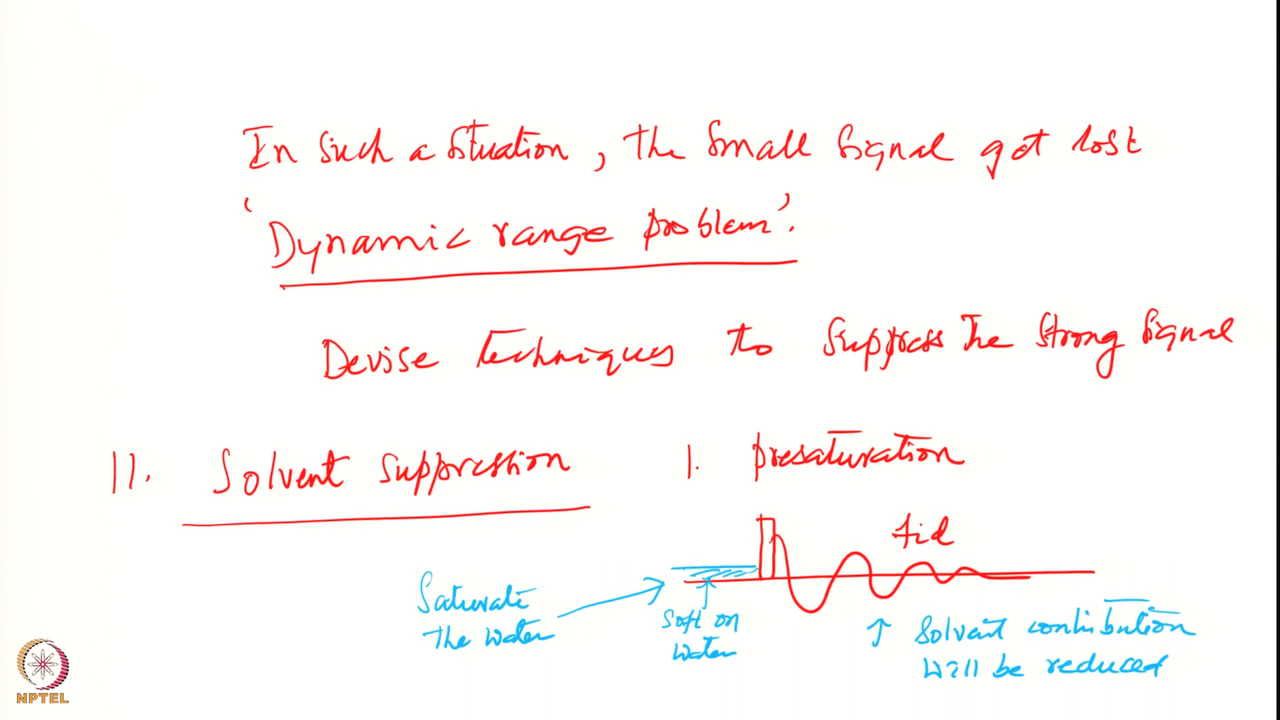 In such a situation, the small signal got lost
'Dynamic range problem'.
Devise techniques to suppress the strong signal
11. Solvent suppression
1. presaturation
fid
Saturate
the water
Soft on
water
↑ Solvent contribution
will be reduced
NPTEL